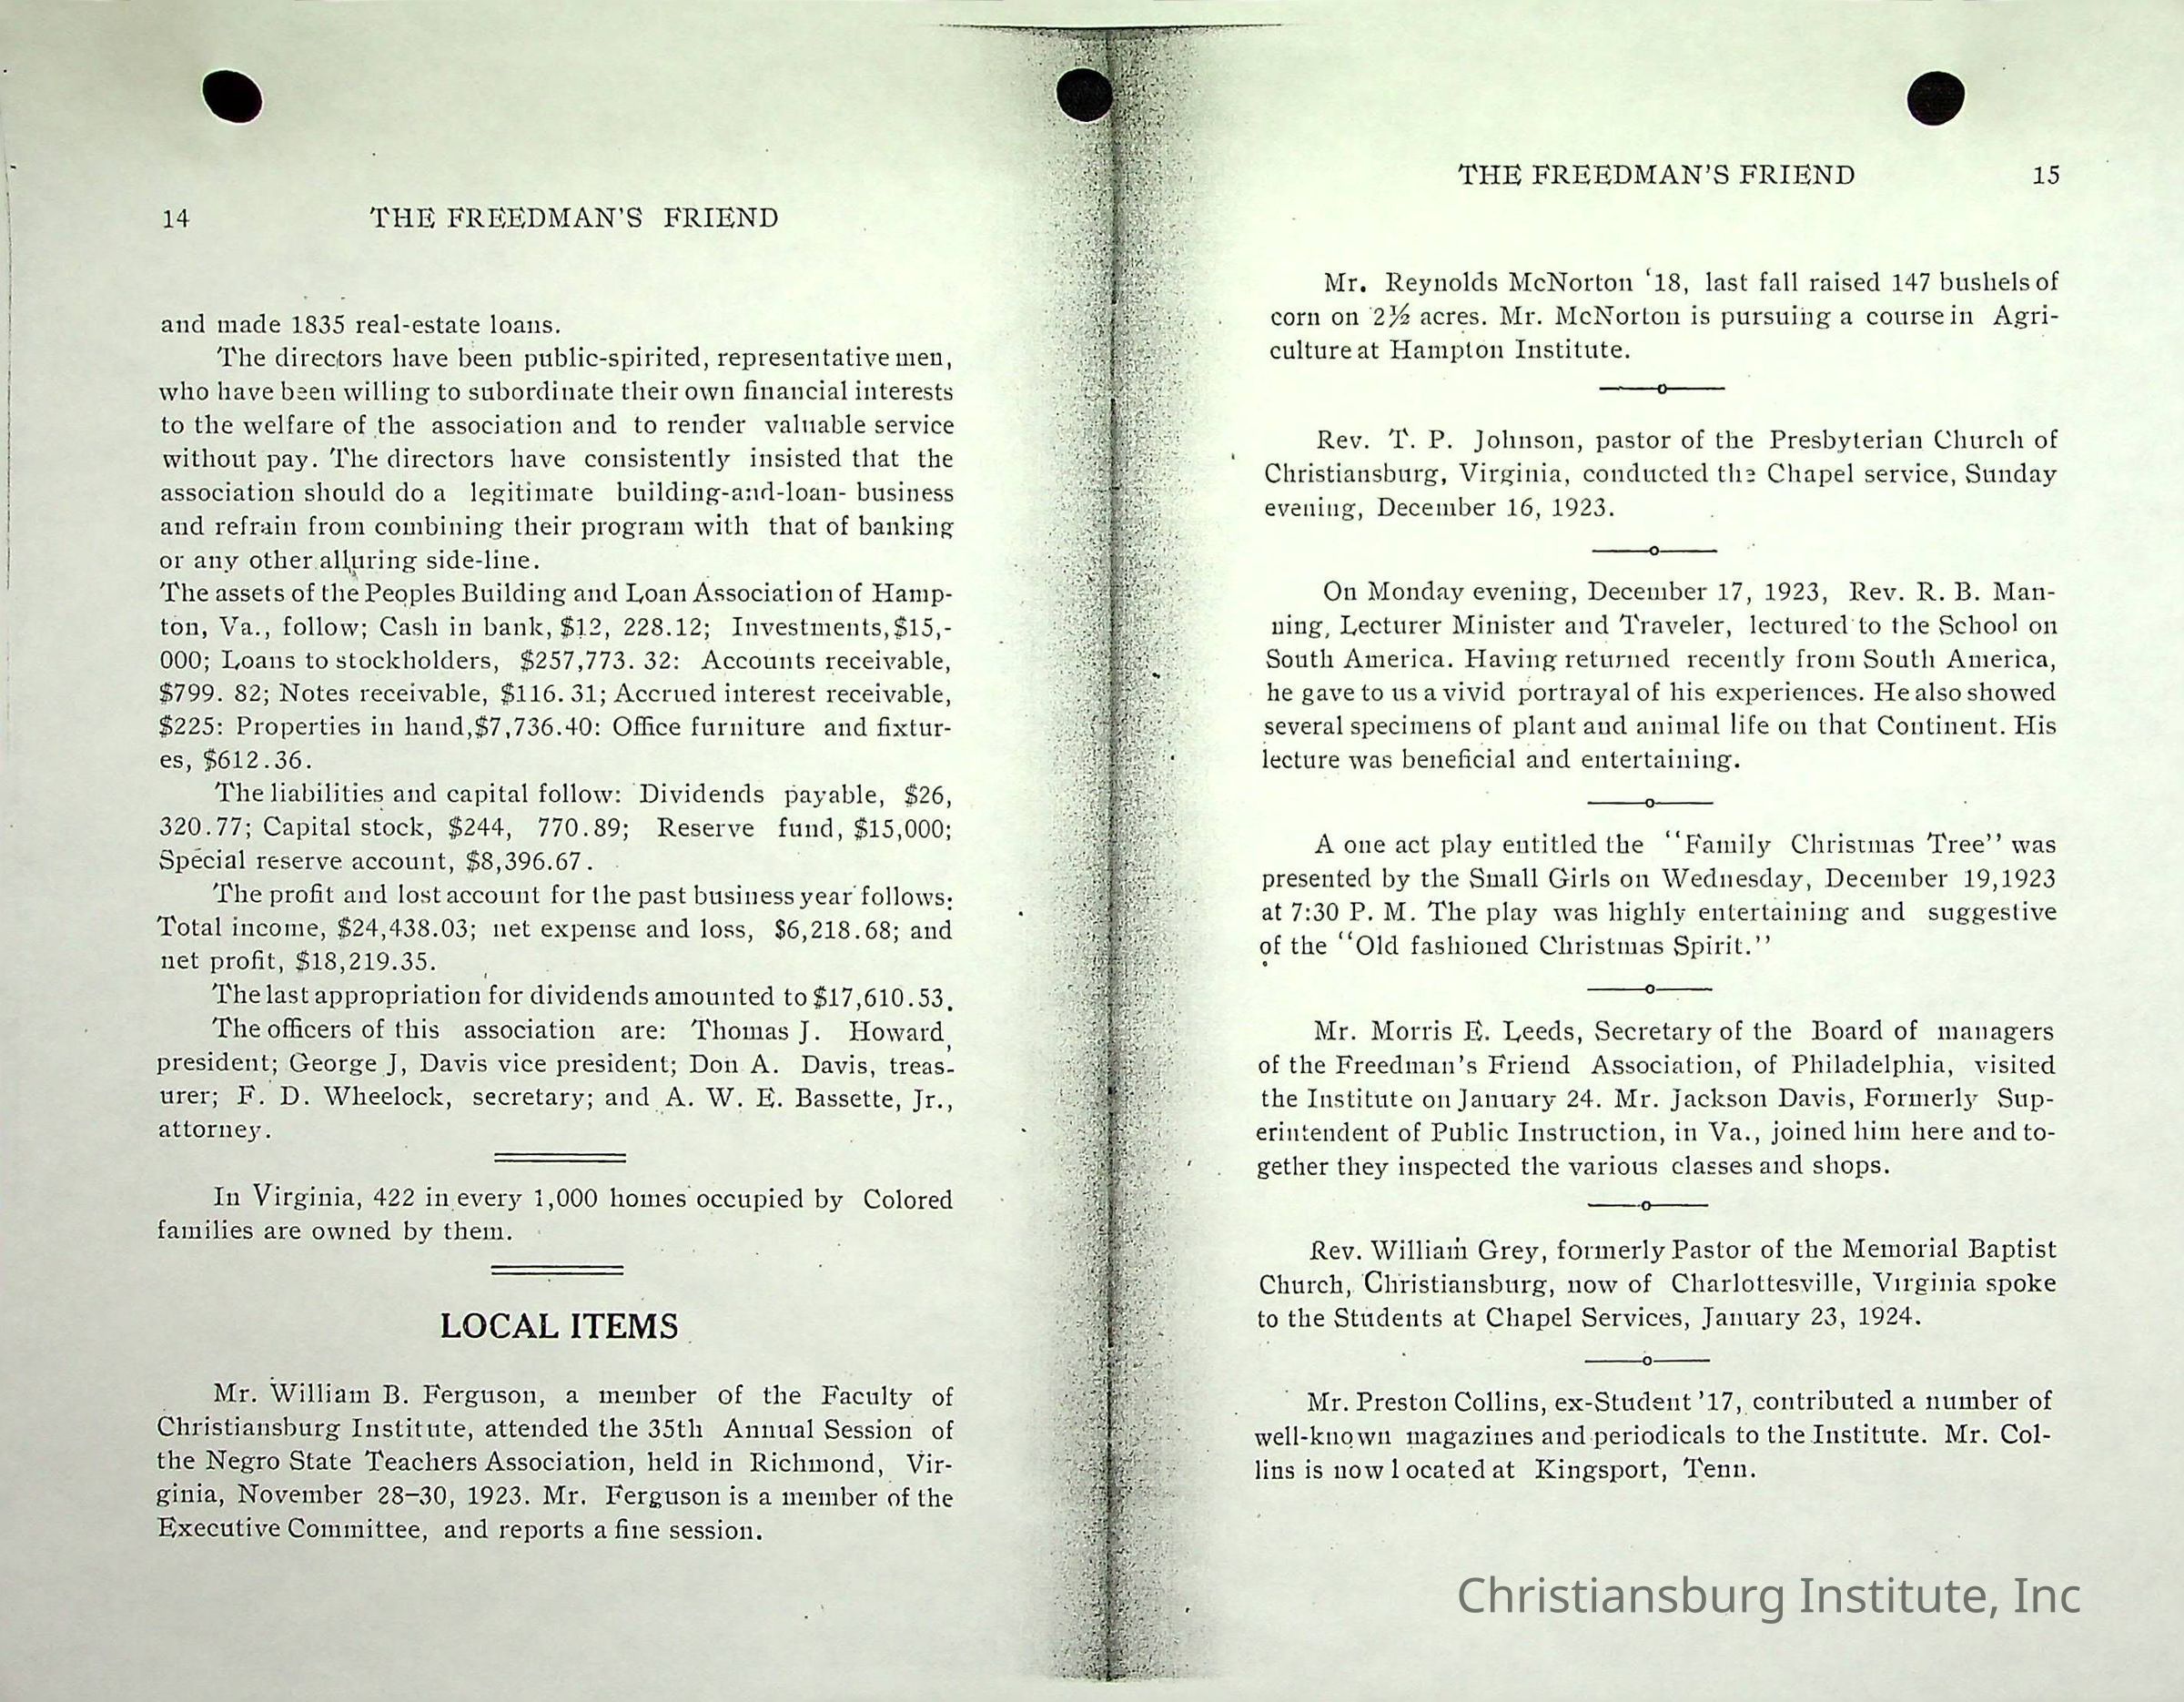 14 THE FREEDMAN'S FRIEND
and made 1835 real-estate loans.
The directors have been public-spirited, representative men,
who have been willing to subordinate their own financial interests
to the welfare of the association and to render valuable service
without pay. The directors have consistently insisted that the
association should do a legitimate building-and-loan- business
and refrain from combining their program with that of banking
or any other alluring side-line.
The assets of the Peoples Building and Loan Association of Hamp-
ton, Va., follow; Cash in bank, $12, 228.12; Investments, $15,-
000; Loans to stockholders, $257,773. 32: Accounts receivable,
$799. 82; Notes receivable, $116. 31; Accrued interest receivable,
$225: Properties in hand,$7,736.40: Office furniture and fixtur-
es, $612.36.
The liabilities and capital follow: Dividends payable, $26,
320.77; Capital stock, $244, 770.89; Reserve fund, $15,000;
Special reserve account, $8,396.67.
The profit and lost account for the past business year follows:
Total income, $24,438.03; net expense and loss, $6,218.68; and
net profit, $18,219.35.
The last appropriation for dividends amounted to $17,610.53.
The officers of this association are: Thomas J. Howard,
president; George J, Davis vice president; Don A. Davis, treas-
urer; F. D. Wheelock, secretary; and A. W. E. Bassette, Jr.,
attorney.
In Virginia, 422 in every 1,000 homes occupied by Colored
families are owned by them.
LOCAL ITEMS
Mr. William B. Ferguson, a member of the Faculty of
Christiansburg Institute, attended the 35th Annual Session of
the Negro State Teachers Association, held in Richmond, Vir-
ginia, November 28-30, 1923. Mr. Ferguson is a member of the
Executive Committee, and reports a fine session.
THE FREEDMAN'S FRIEND 15
Mr. Reynolds McNorton '18, last fall raised 147 bushels of
corn on 2½ acres. Mr. McNorton is pursuing a course in Agri-
culture at Hampton Institute.
Rev. T. P. Johnson, pastor of the Presbyterian Church of
Christiansburg, Virginia, conducted the Chapel service, Sunday
evening, December 16, 1923.
On Monday evening, December 17, 1923, Rev. R. B. Man-
ning, Lecturer Minister and Traveler, lectured to the School on
South America. Having returned recently from South America,
he gave to us a vivid portrayal of his experiences. He also showed
several specimens of plant and animal life on that Continent. His
lecture was beneficial and entertaining.
A one act play entitled the "Family Christmas Tree" was
presented by the Small Girls on Wednesday, December 19,1923
at 7:30 P. M. The play was highly entertaining and suggestive
of the "Old fashioned Christmas Spirit."
Mr. Morris E. Leeds, Secretary of the Board of managers
of the Freedman's Friend Association, of Philadelphia, visited
the Institute on January 24. Mr. Jackson Davis, Formerly Sup-
erintendent of Public Instruction, in Va., joined him here and to-
gether they inspected the various classes and shops.
Rev. William Grey, formerly Pastor of the Memorial Baptist
Church, Christiansburg, now of Charlottesville, Virginia spoke
to the Students at Chapel Services, January 23, 1924.
Mr. Preston Collins, ex-Student '17, contributed a number of
well-known magazines and periodicals to the Institute. Mr. Col-
lins is now located at Kingsport, Tenn.
Christiansburg Institute, Inc